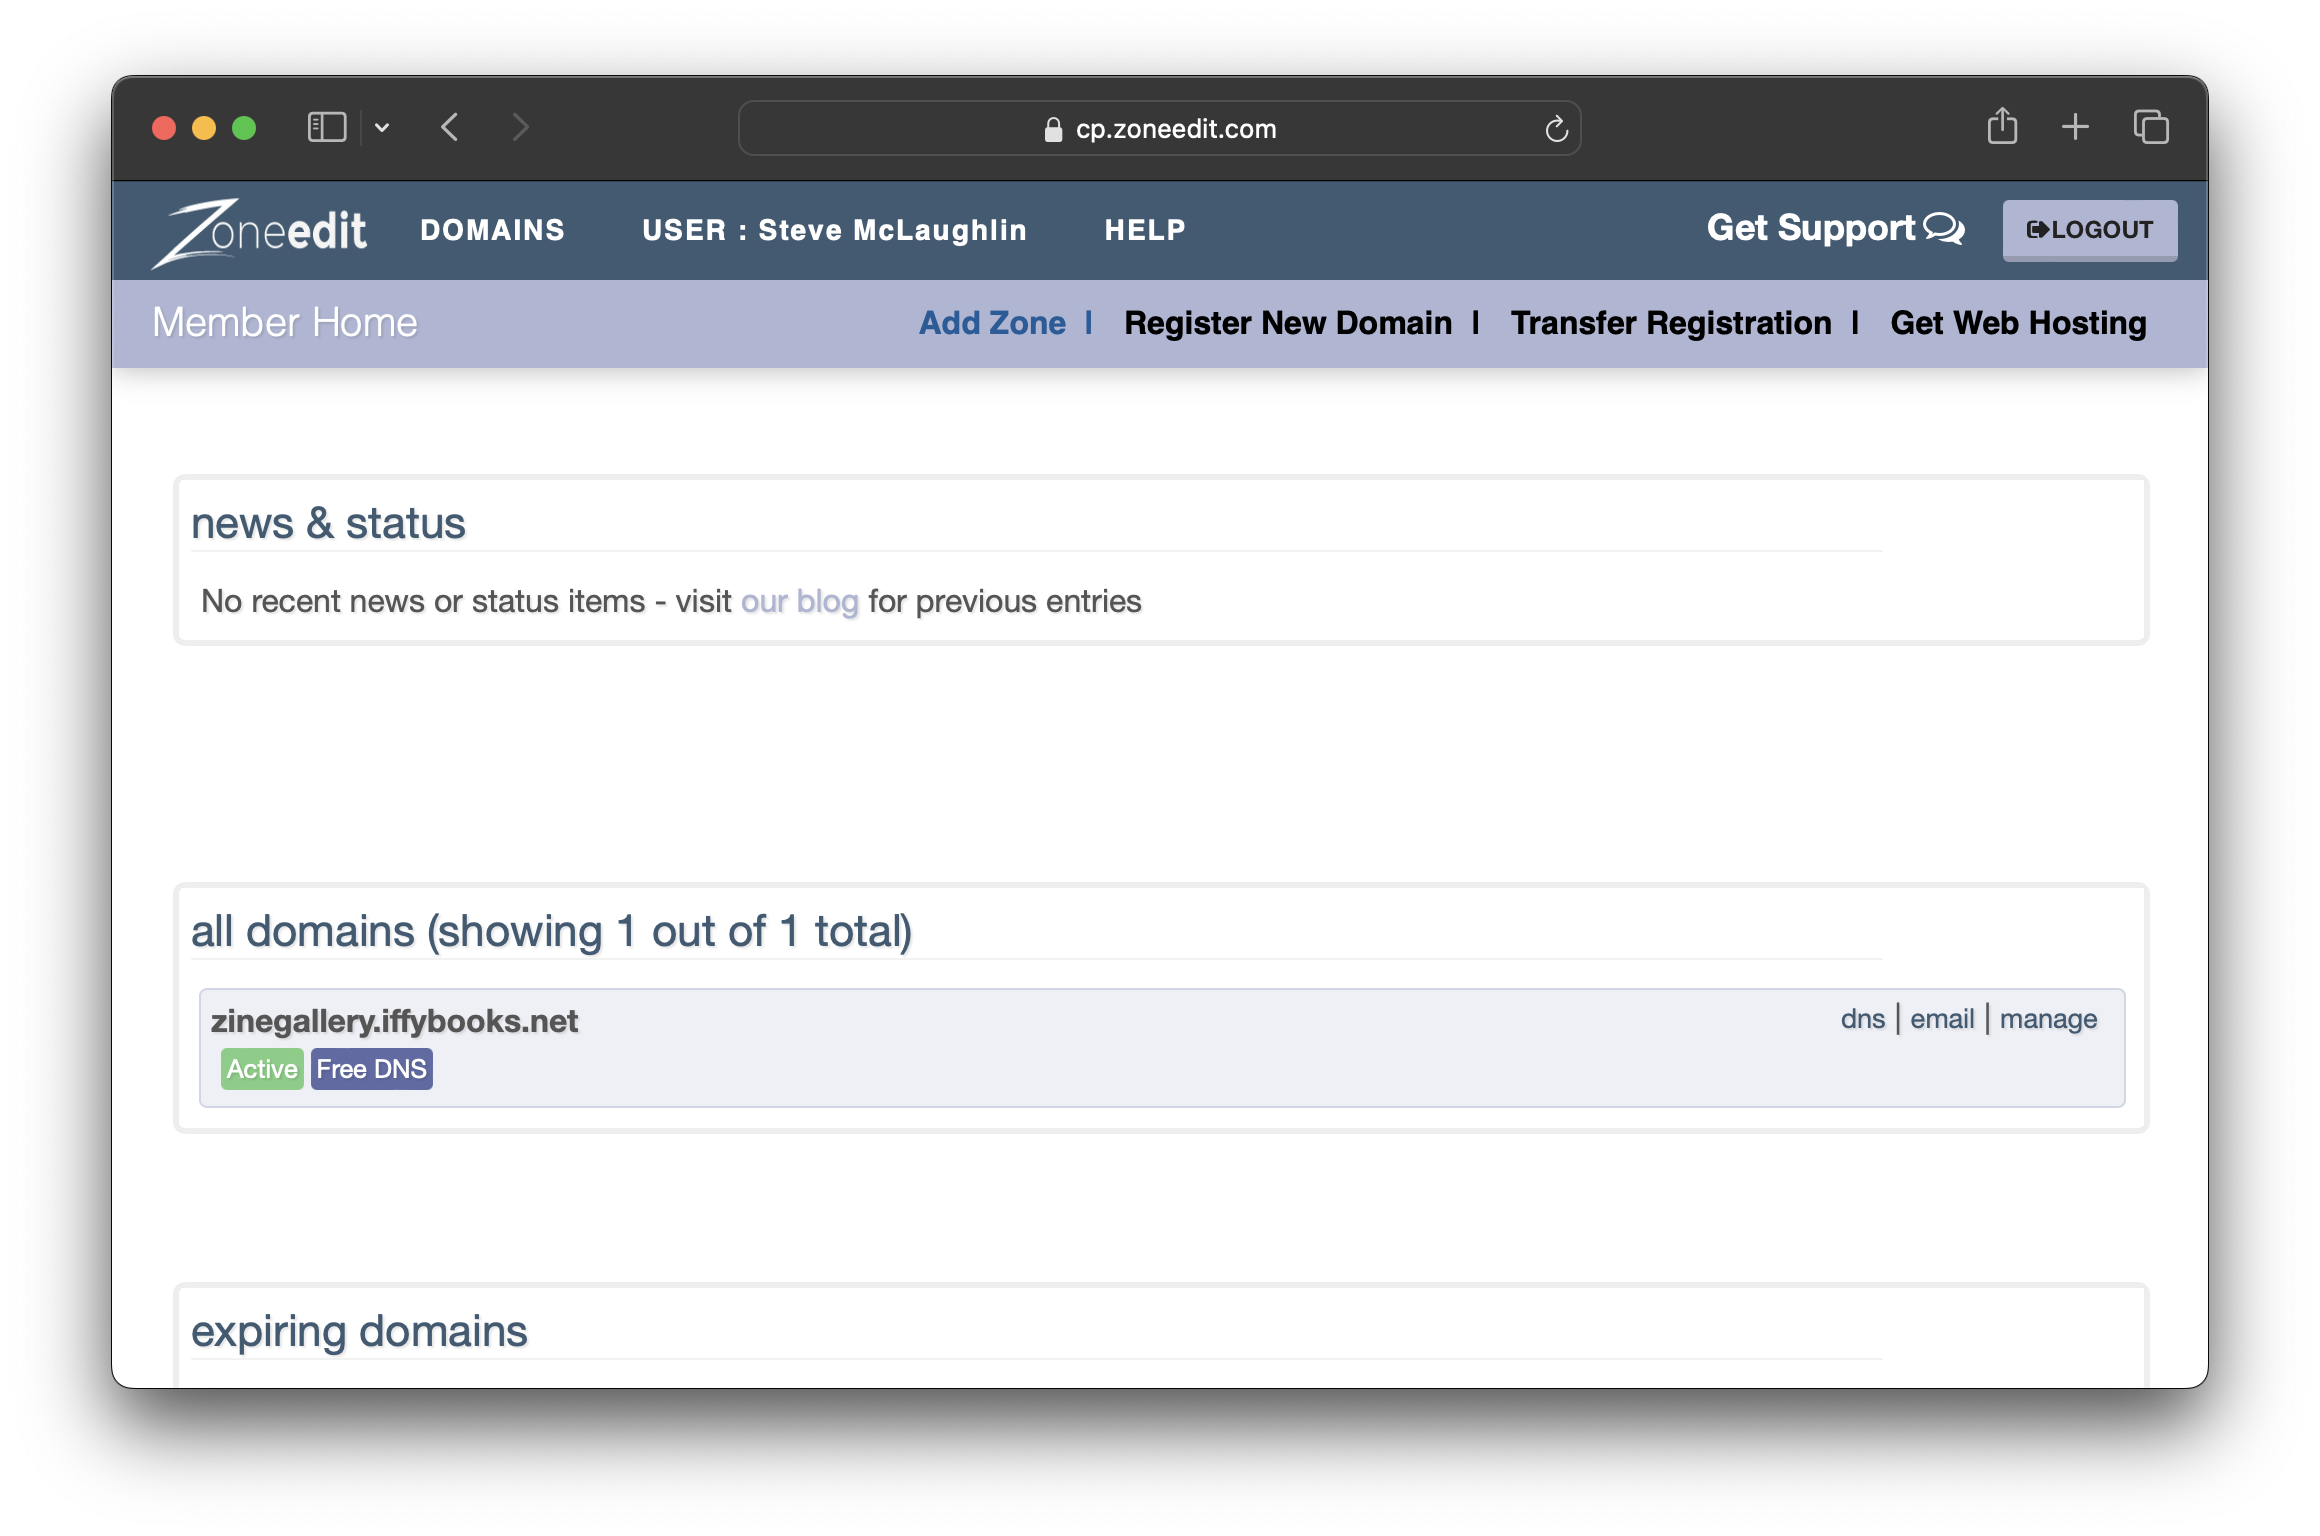 cp.zoneedit.com
Zoneedit DOMAINS USER : Steve McLaughlin HELP Get Support LOGOUT
Member Home Add Zone | Register New Domain | Transfer Registration | Get Web Hosting
news & status
No recent news or status items - visit our blog for previous entries
all domains (showing 1 out of 1 total)
zinegallery.iffybooks.net dns | email | manage
Active Free DNS
expiring domains